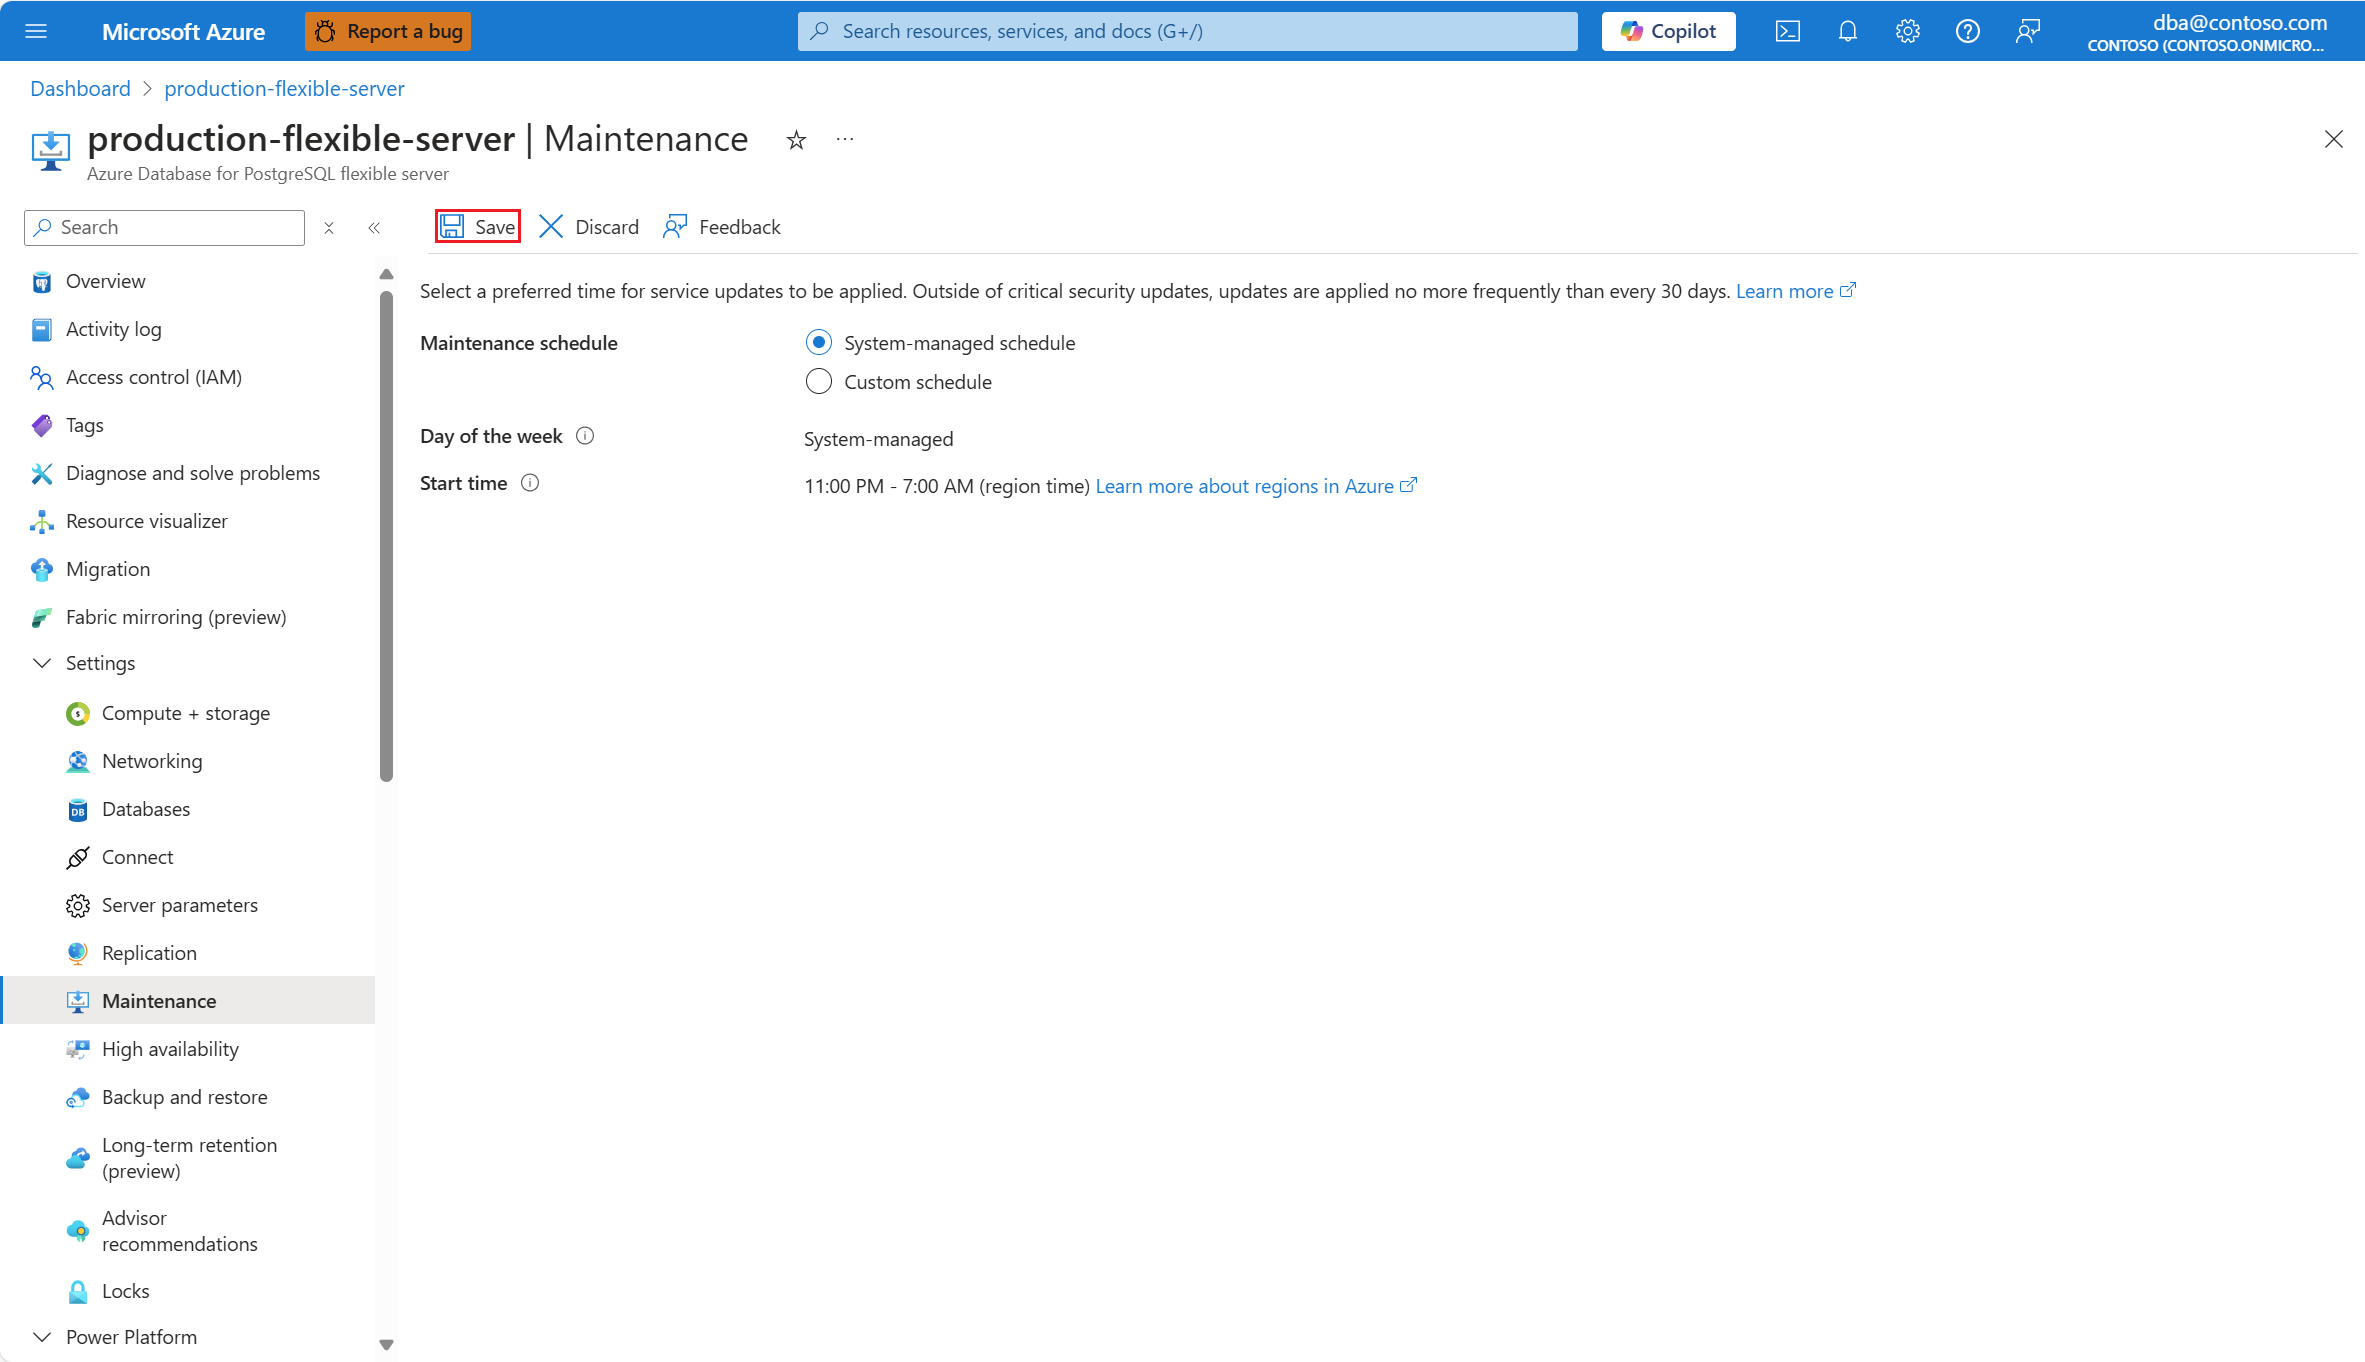 Microsoft Azure
Report a bug
Search resources, services, and docs (G+/)
Copilot
dba@contoso.com
CONTOSO (CONTOSO.ONMICRO...
Dashboard > production-flexible-server
production-flexible-server | Maintenance
Azure Database for PostgreSQL flexible server
Search
Save
Discard
Feedback
Overview
Activity log
Access control (IAM)
Tags
Diagnose and solve problems
Resource visualizer
Migration
Fabric mirroring (preview)
Settings
Compute + storage
Networking
DB
Databases
Connect
Server parameters
Replication
Maintenance
High availability
Backup and restore
Long-term retention
(preview)
Advisor
recommendations
Locks
Power Platform
Select a preferred time for service updates to be applied. Outside of critical security updates, updates are applied no more frequently than every 30 days. Learn more
Maintenance schedule
System-managed schedule
Custom schedule
Day of the week
System-managed
Start time
11:00 PM - 7:00 AM (region time) Learn more about regions in Azure